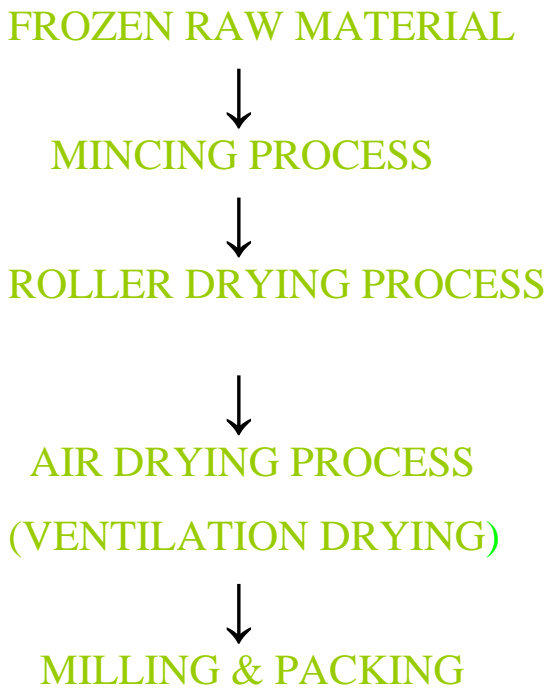 FROZEN RAW MATERIAL
MINCING PROCESS
ROLLER DRYING PROCESS
AIR DRYING PROCESS
(VENTILATION DRYING)
MILLING & PACKING